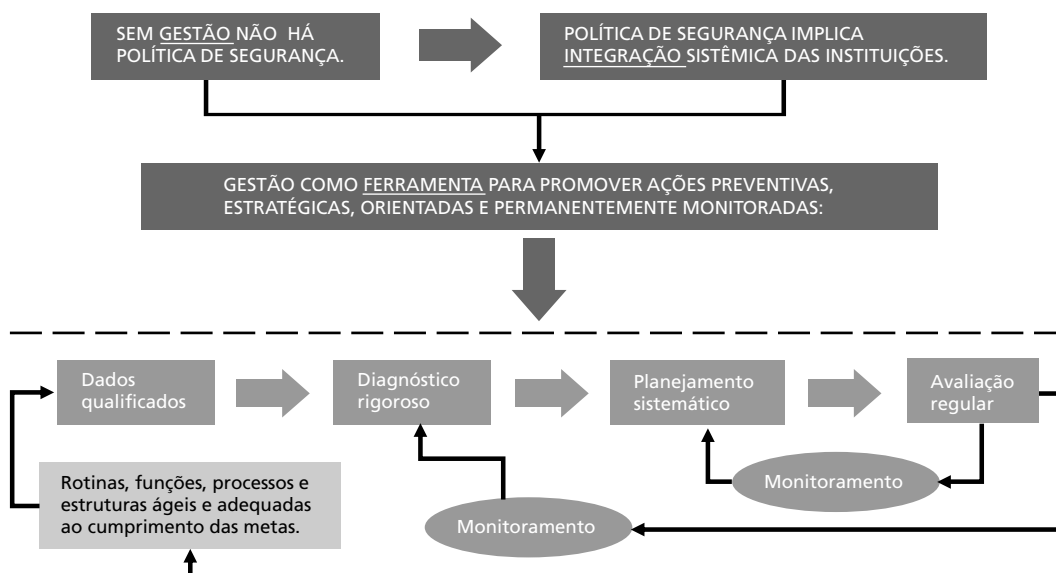 SEM GESTÃO NÃO HÁ
POLÍTICA DE SEGURANÇA.
POLÍTICA DE SEGURANÇA IMPLICA
INTEGRAÇÃO SISTÊMICA DAS INSTITUIÇÕES.
GESTÃO COMO FERRAMENTA PARA PROMOVER AÇÕES PREVENTIVAS,
ESTRATÉGICAS, ORIENTADAS E PERMANENTEMENTE MONITORADAS:
Dados
qualificados
Diagnóstico
rigoroso
Planejamento
sistemático
Avaliação
regular
Rotinas, funções, processos e
estruturas ágeis e adequadas
ao cumprimento das metas.
Monitoramento
Monitoramento